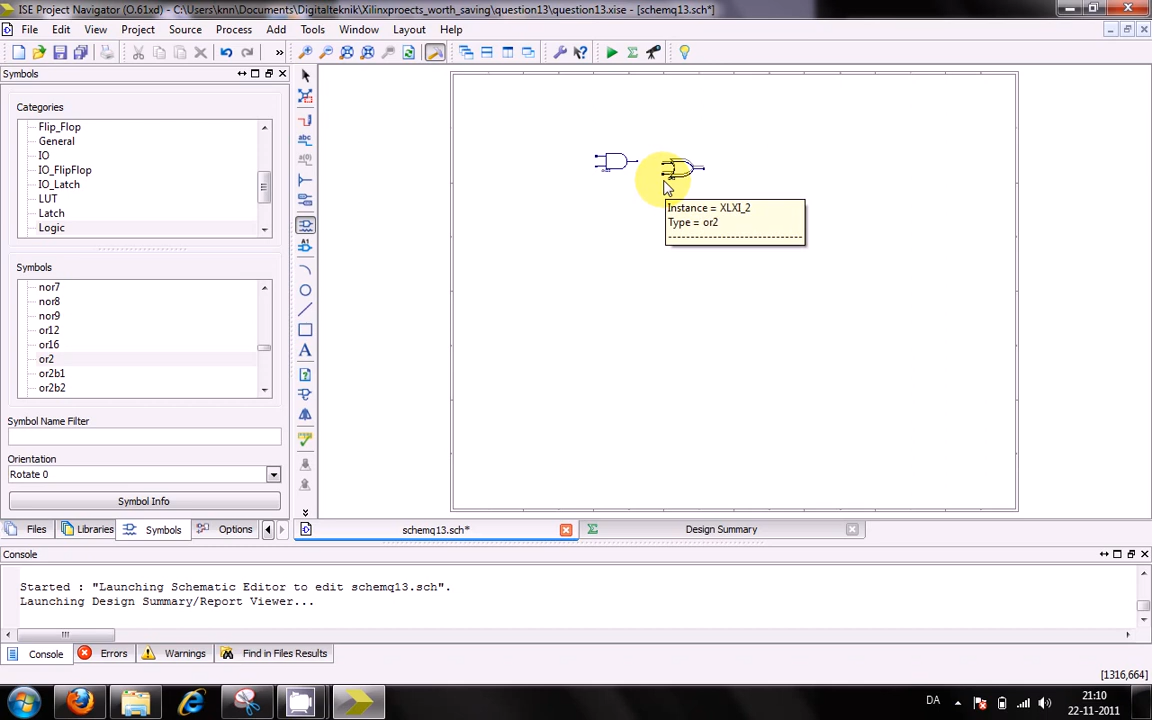 ISE Project Navigator (O.61xd) - C:\Users\knn\Documents\Digitalteknik\Xilinxproects_worth_saving\question13\question13.xise - [schemq13.sch*]
File Edit View Project Source Process Add Tools Window Layout Help
»
Symbols
Categories
Flip_Flop
General
IO
IO_FlipFlop
IO_Latch
LUT
Latch
Logic
Symbols
nor7
nor8
nor9
or12
or16
or2
or2b1
or2b2
Symbol Name Filter
Orientation
Rotate 0
Symbol Info
Files Libraries Symbols Options
abc
a(0)
A1
A
Instance = XLXI_2
Type = or2
schemq13.sch* Design Summary
Console
Started : "Launching Schematic Editor to edit schemq13.sch".
Launching Design Summary/Report Viewer...
Console Errors Warnings Find in Files Results
[1316,664]
DA 21:10
22-11-2011